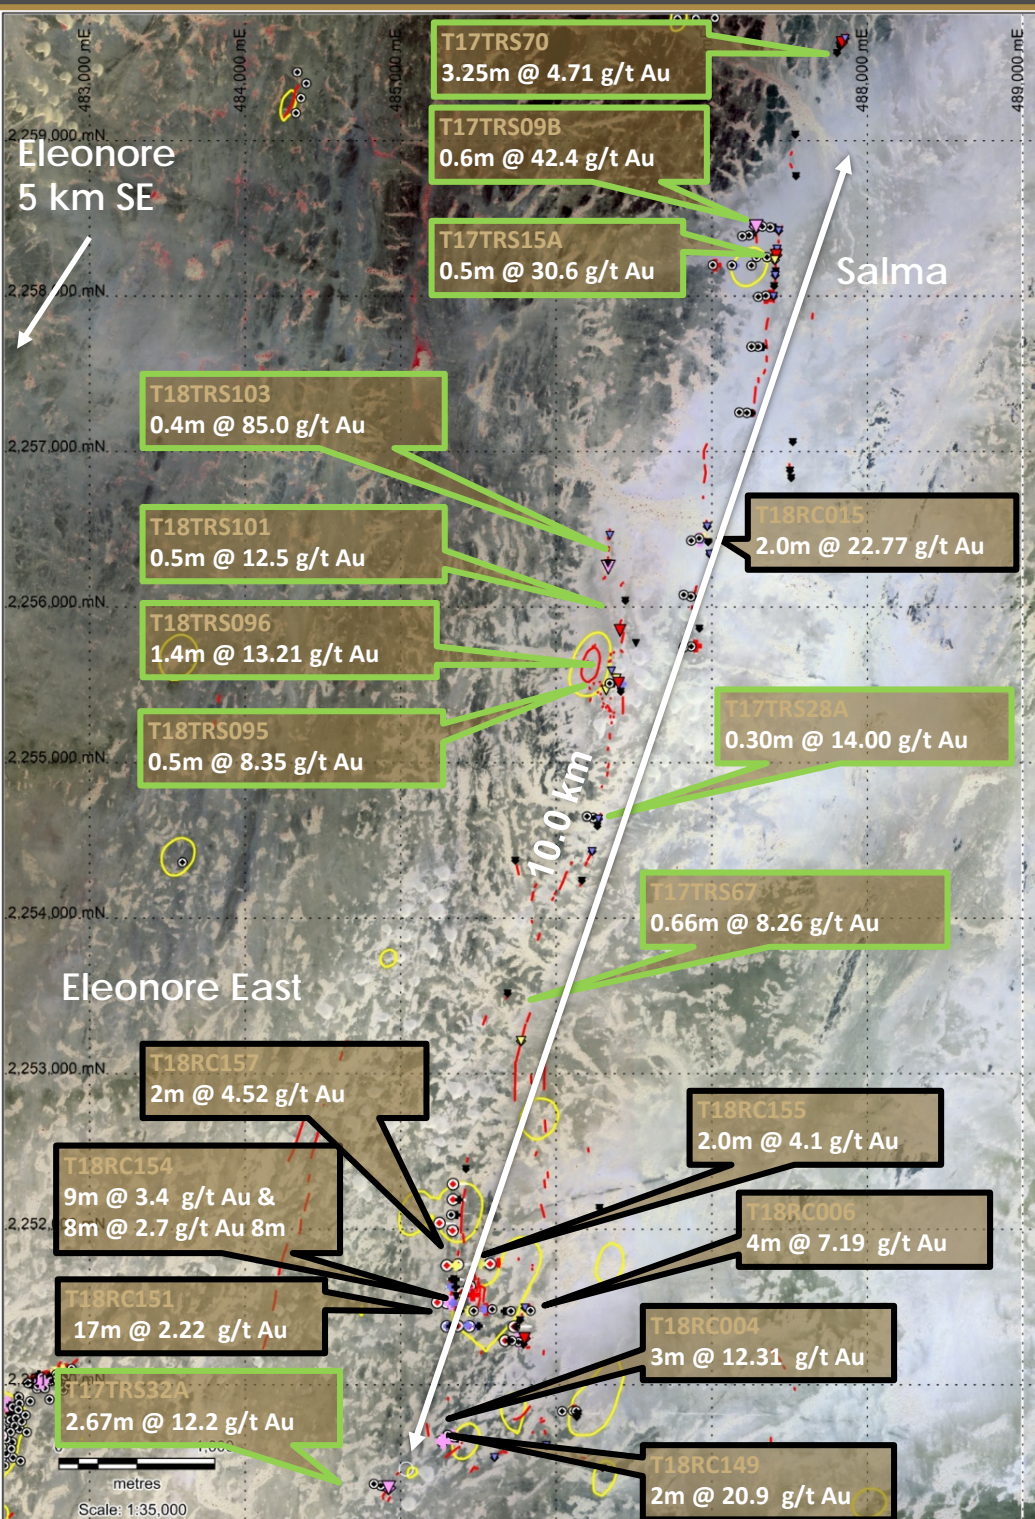 483,000 mE
484,000 mE
485,000 mE
488,000 mE
489,000 mE
T17TRS70
3.25m @ 4.71 g/t Au
2,259,000 mN
Eleonore
5 km SE
T17TRS09B
0.6m @ 42.4 g/t Au
T17TRS15A
0.5m @ 30.6 g/t Au
Salma
T18TRS103
0.4m @ 85.0 g/t Au
2,257,000 mN
T18RC015
2.0m @ 22.77 g/t Au
T18TRS101
0.5m @ 12.5 g/t Au
2,256,000 mN
T18TRS096
1.4m @ 13.21 g/t Au
T18TRS095
0.5m @ 8.35 g/t Au
T17TRS28A
0.30m @ 14.00 g/t Au
2,255,000 mN
10.0 km
T17TRS67
0.66m @ 8.26 g/t Au
2,254,000 mN
Eleonore East
2,253,000 mN
T18RC157
2m @ 4.52 g/t Au
T18RC155
2.0m @ 4.1 g/t Au
T18RC154
9m @ 3.4 g/t Au &
8m @ 2.7 g/t Au 8m
T18RC006
4m @ 7.19 g/t Au
T18RC151
17m @ 2.22 g/t Au
T18RC004
3m @ 12.31 g/t Au
T17TRS32A
2.67m @ 12.2 g/t Au
T18RC149
2m @ 20.9 g/t Au
metres
Scale: 1:35,000